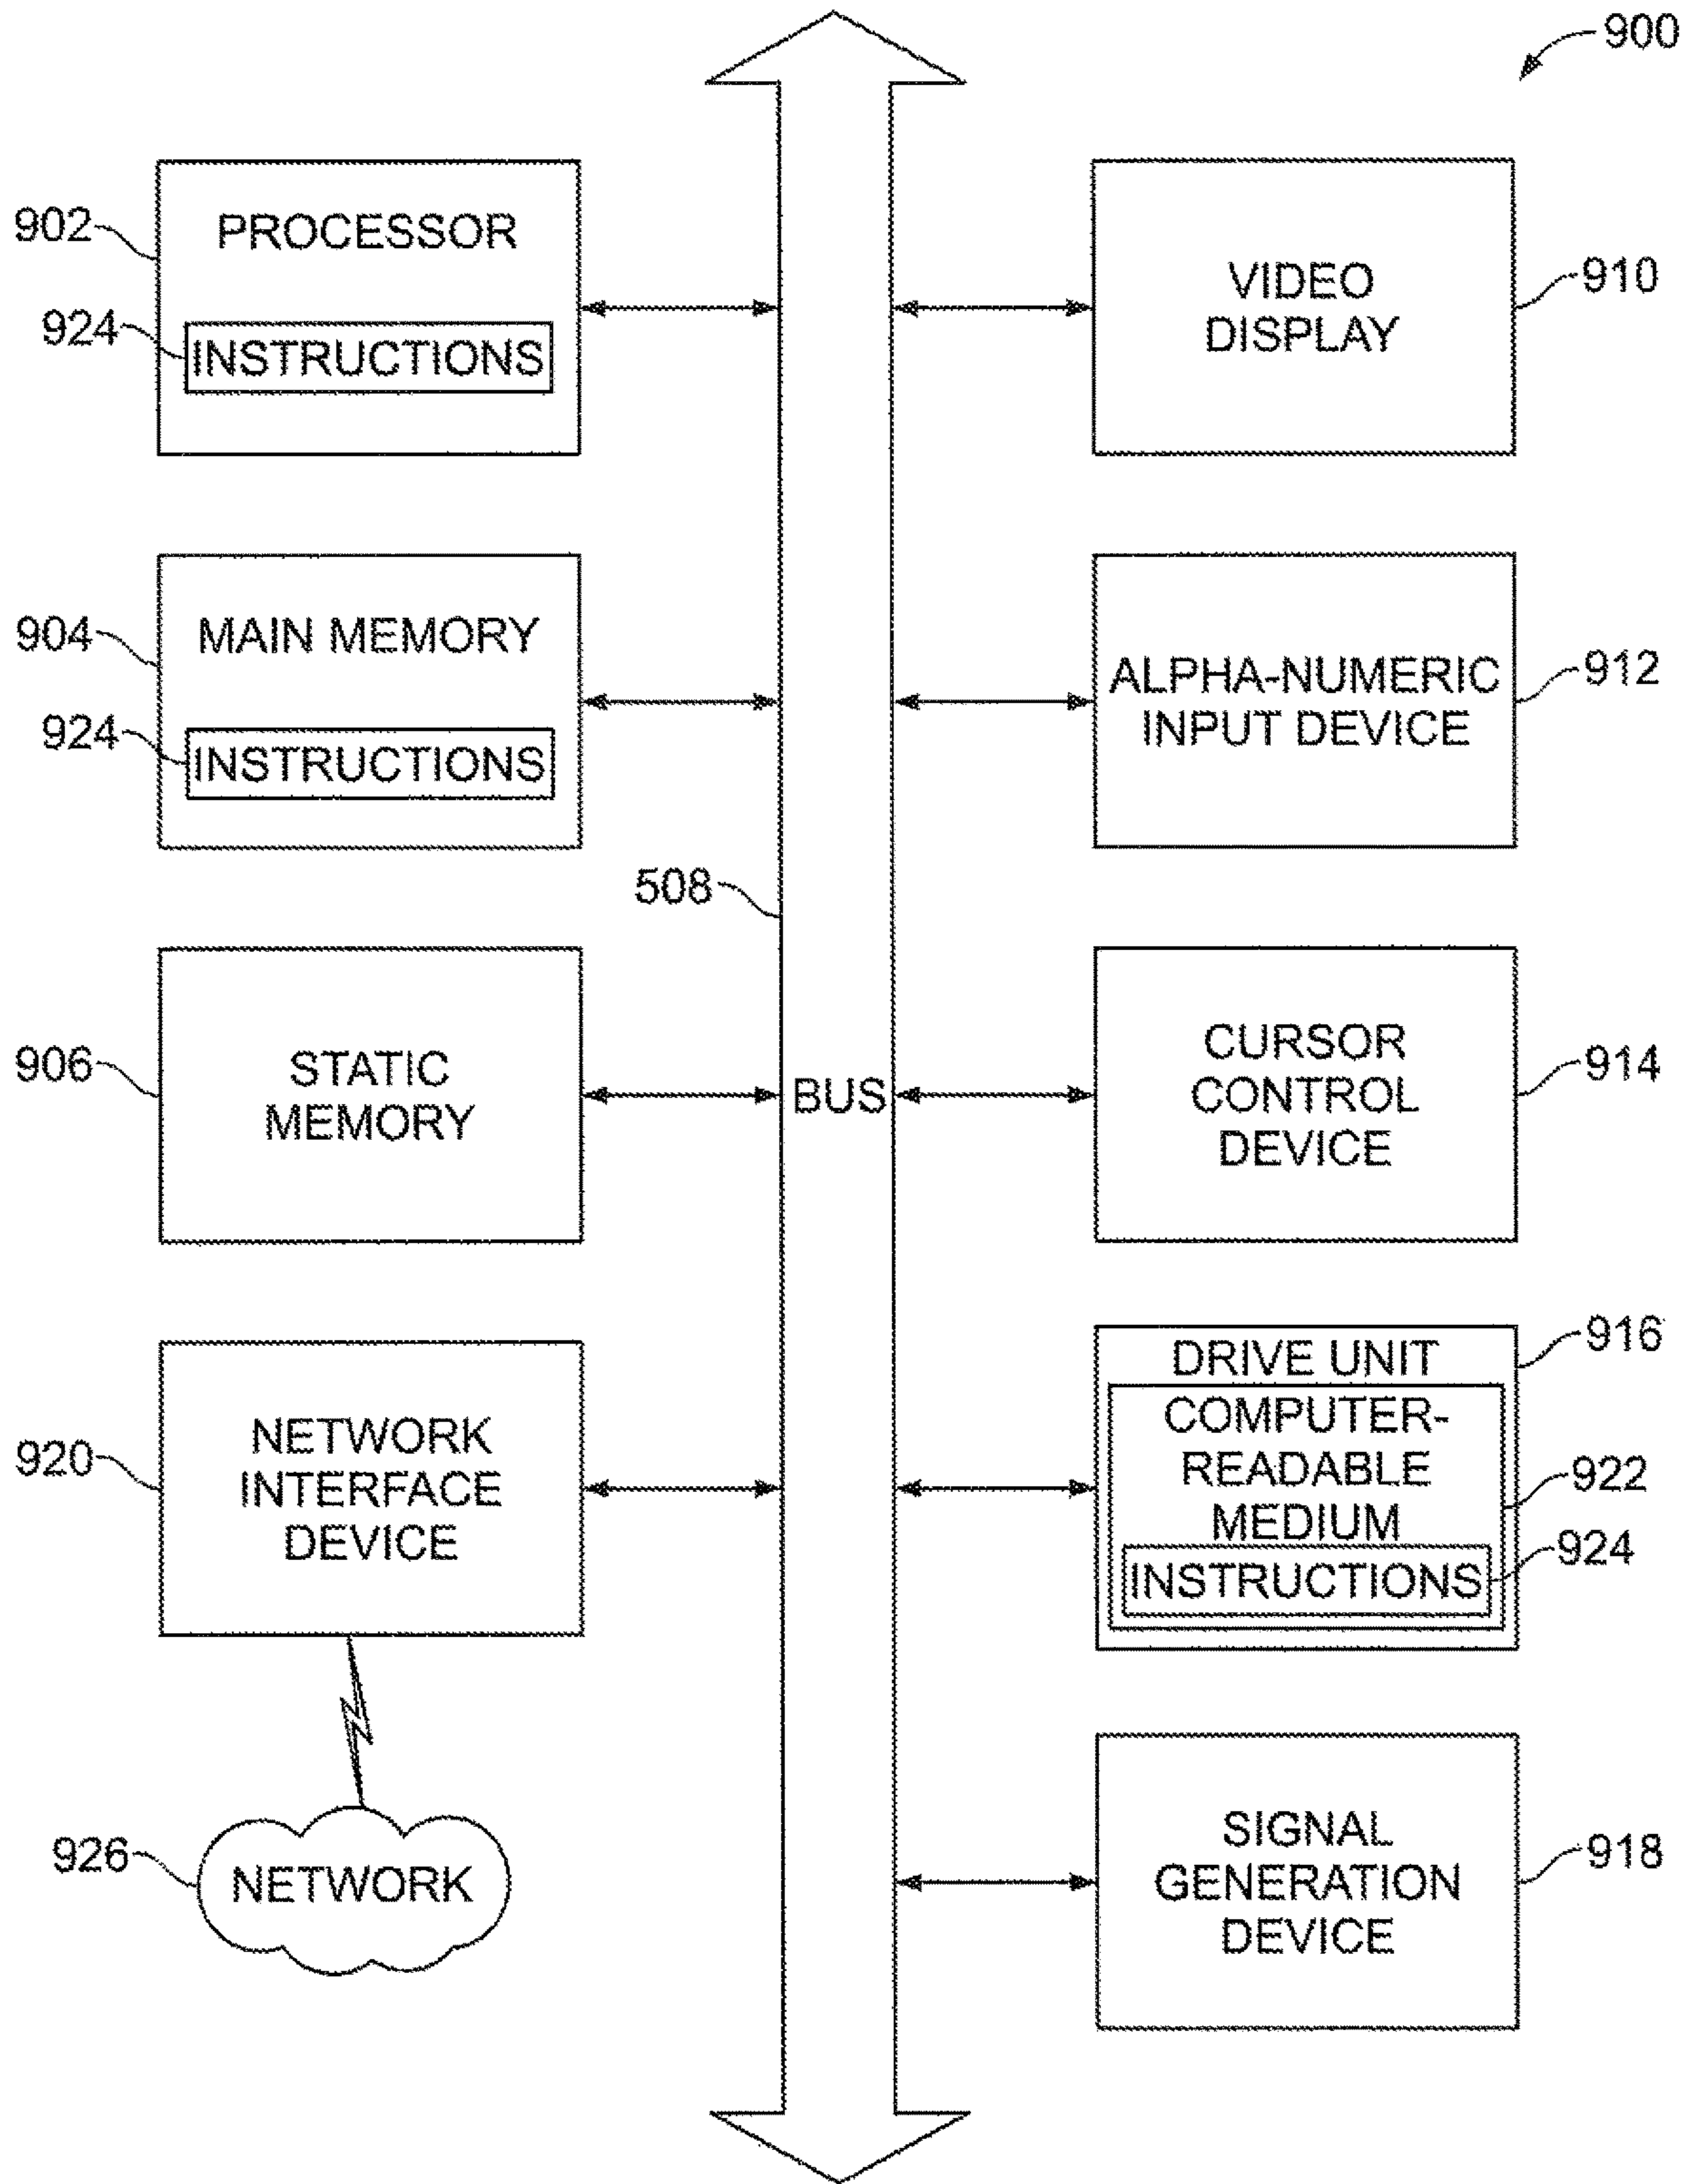 900
902
PROCESSOR
924
INSTRUCTIONS
VIDEO
DISPLAY
910
904
MAIN MEMORY
924
INSTRUCTIONS
ALPHA-NUMERIC
INPUT DEVICE
912
508
906
STATIC
MEMORY
BUS
CURSOR
CONTROL
DEVICE
914
920
NETWORK
INTERFACE
DEVICE
DRIVE UNIT
916
COMPUTER-
READABLE
MEDIUM
922
INSTRUCTIONS
924
926
NETWORK
SIGNAL
GENERATION
DEVICE
918